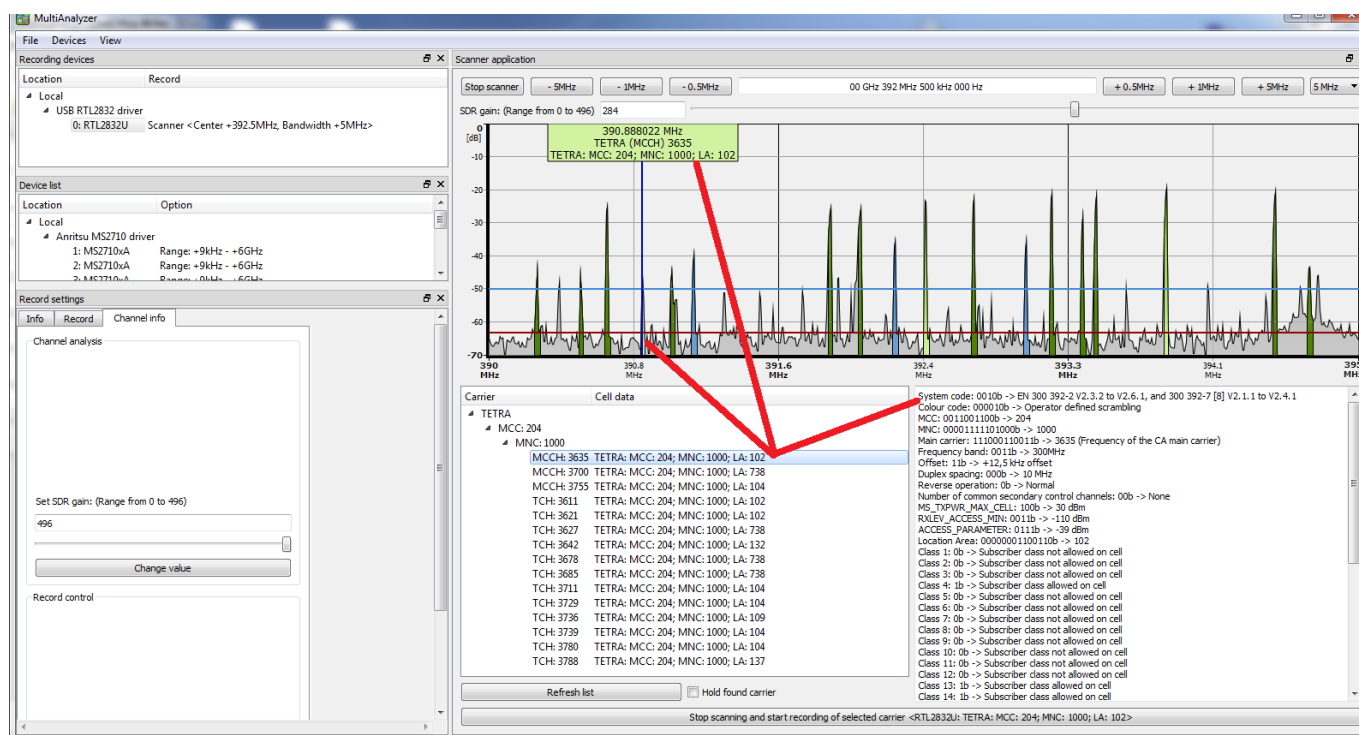 MultiAnalyzer
File Devices View
Recording devices
Location Record
Local
USB RTL2832 driver
0: RTL2832U Scanner <Center +392.5MHz, Bandwidth +5MHz>
Device list
Location Option
Local
Anritsu MS2710 driver
1: MS2710xA Range: +9kHz - +6GHz
2: MS2710xA Range: +9kHz - +6GHz
Record settings
Info Record Channel info
Channel analysis
Set SDR gain: (Range from 0 to 496)
496
Change value
Record control
Scanner application
Stop scanner - 5MHz - 1MHz - 0.5MHz 00 GHz 392 MHz 500 kHz 000 Hz + 0.5MHz + 1MHz + 5MHz 5 MHz
SDR gain: (Range from 0 to 496) 284
390.888022 MHz
TETRA (MCCH) 3635
TETRA: MCC: 204; MNC: 1000; LA: 102
0
[dB]
-10
-20
-30
-40
-50
-60
-70
390 390.8 391.6 392.4 393.3 394.1 395
MHz MHz MHz MHz MHz MHz MHz
Carrier Cell data
TETRA
MCC: 204
MNC: 1000
MCCH: 3635 TETRA: MCC: 204; MNC: 1000; LA: 102
MCCH: 3700 TETRA: MCC: 204; MNC: 1000; LA: 738
MCCH: 3755 TETRA: MCC: 204; MNC: 1000; LA: 104
TCH: 3611 TETRA: MCC: 204; MNC: 1000; LA: 102
TCH: 3621 TETRA: MCC: 204; MNC: 1000; LA: 102
TCH: 3627 TETRA: MCC: 204; MNC: 1000; LA: 738
TCH: 3642 TETRA: MCC: 204; MNC: 1000; LA: 132
TCH: 3678 TETRA: MCC: 204; MNC: 1000; LA: 738
TCH: 3685 TETRA: MCC: 204; MNC: 1000; LA: 738
TCH: 3711 TETRA: MCC: 204; MNC: 1000; LA: 104
TCH: 3729 TETRA: MCC: 204; MNC: 1000; LA: 104
TCH: 3736 TETRA: MCC: 204; MNC: 1000; LA: 109
TCH: 3739 TETRA: MCC: 204; MNC: 1000; LA: 104
TCH: 3780 TETRA: MCC: 204; MNC: 1000; LA: 104
TCH: 3788 TETRA: MCC: 204; MNC: 1000; LA: 137
Refresh list Hold found carrier
System code: 0010b -> EN 300 392-2 V2.3.2 to V2.6.1, and 300 392-7 [8] V2.1.1 to V2.4.1
Colour code: 000010b -> Operator defined scrambling
MCC: 0011001100b -> 204
MNC: 00001111101000b -> 1000
Main carrier: 111000110011b -> 3635 (Frequency of the CA main carrier)
Frequency band: 0011b -> 300MHz
Offset: 11b -> +12,5 kHz offset
Duplex spacing: 000b -> 10 MHz
Reverse operation: 0b -> Normal
Number of common secondary control channels: 00b -> None
MS_TXPWR_MAX_CELL: 100b -> 30 dBm
RXLEV_ACCESS_MIN: 0011b -> -110 dBm
ACCESS_PARAMETER: 0111b -> -39 dBm
Location Area: 00000001100110b -> 102
Class 1: 0b -> Subscriber class not allowed on cell
Class 2: 0b -> Subscriber class not allowed on cell
Class 3: 0b -> Subscriber class not allowed on cell
Class 4: 1b -> Subscriber class allowed on cell
Class 5: 0b -> Subscriber class not allowed on cell
Class 6: 0b -> Subscriber class not allowed on cell
Class 7: 0b -> Subscriber class not allowed on cell
Class 8: 0b -> Subscriber class not allowed on cell
Class 9: 0b -> Subscriber class not allowed on cell
Class 10: 0b -> Subscriber class not allowed on cell
Class 11: 0b -> Subscriber class not allowed on cell
Class 12: 0b -> Subscriber class not allowed on cell
Class 13: 1b -> Subscriber class allowed on cell
Class 14: 1b -> Subscriber class allowed on cell
Stop scanning and start recording of selected carrier <RTL2832U: TETRA: MCC: 204; MNC: 1000; LA: 102>